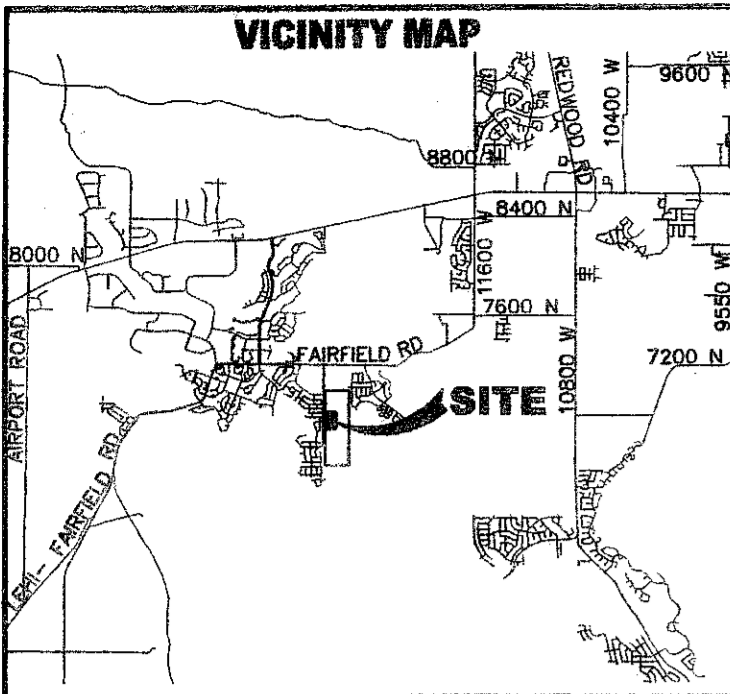 VICINITY MAP
REDWOOD RD
10400 W
9600 N
8800 N
8400 N
8000 N
11600 W
7600 N
9550 W
FAIRFIELD RD
7200 N
10800 W
SITE
AIRPORT ROAD
LEHI- FAIRFIELD RD